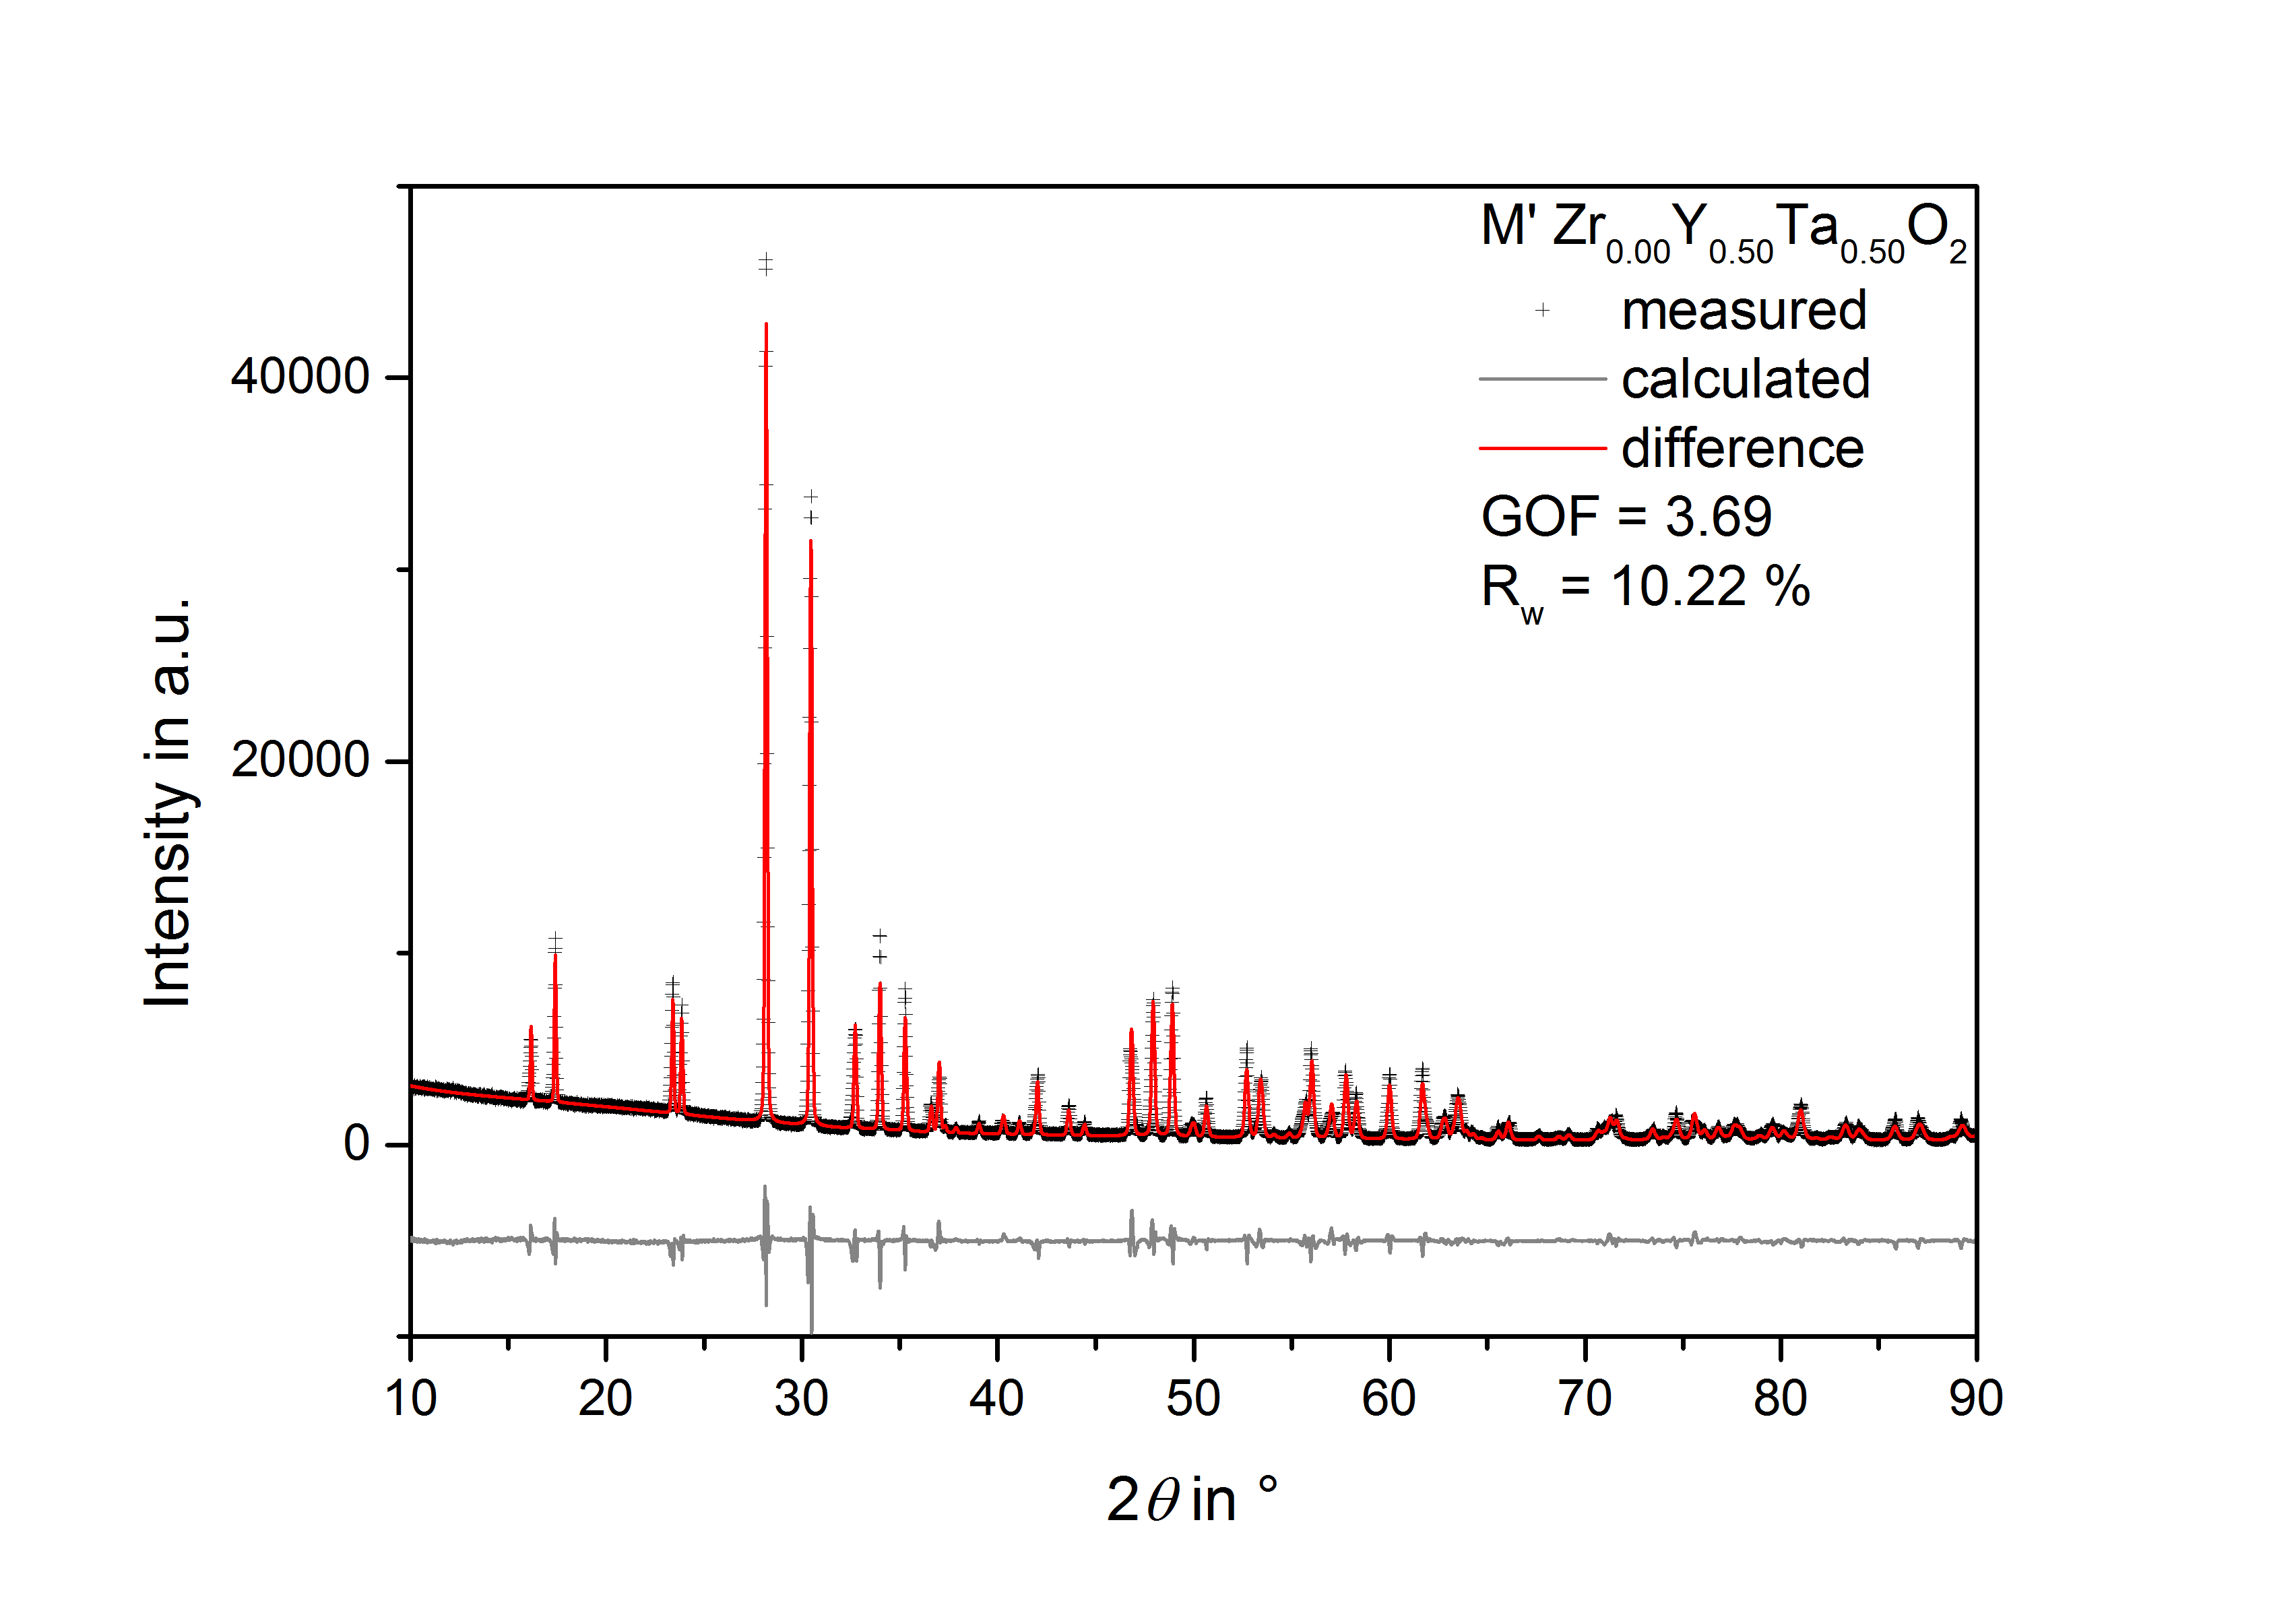 M' Zr0.00Y0.50Ta0.50O2
+ measured
calculated
difference
GOF = 3.69
Rw = 10.22 %
40000
20000
0
Intensity in a.u.
10 20 30 40 50 60 70 80 90
2θ in °